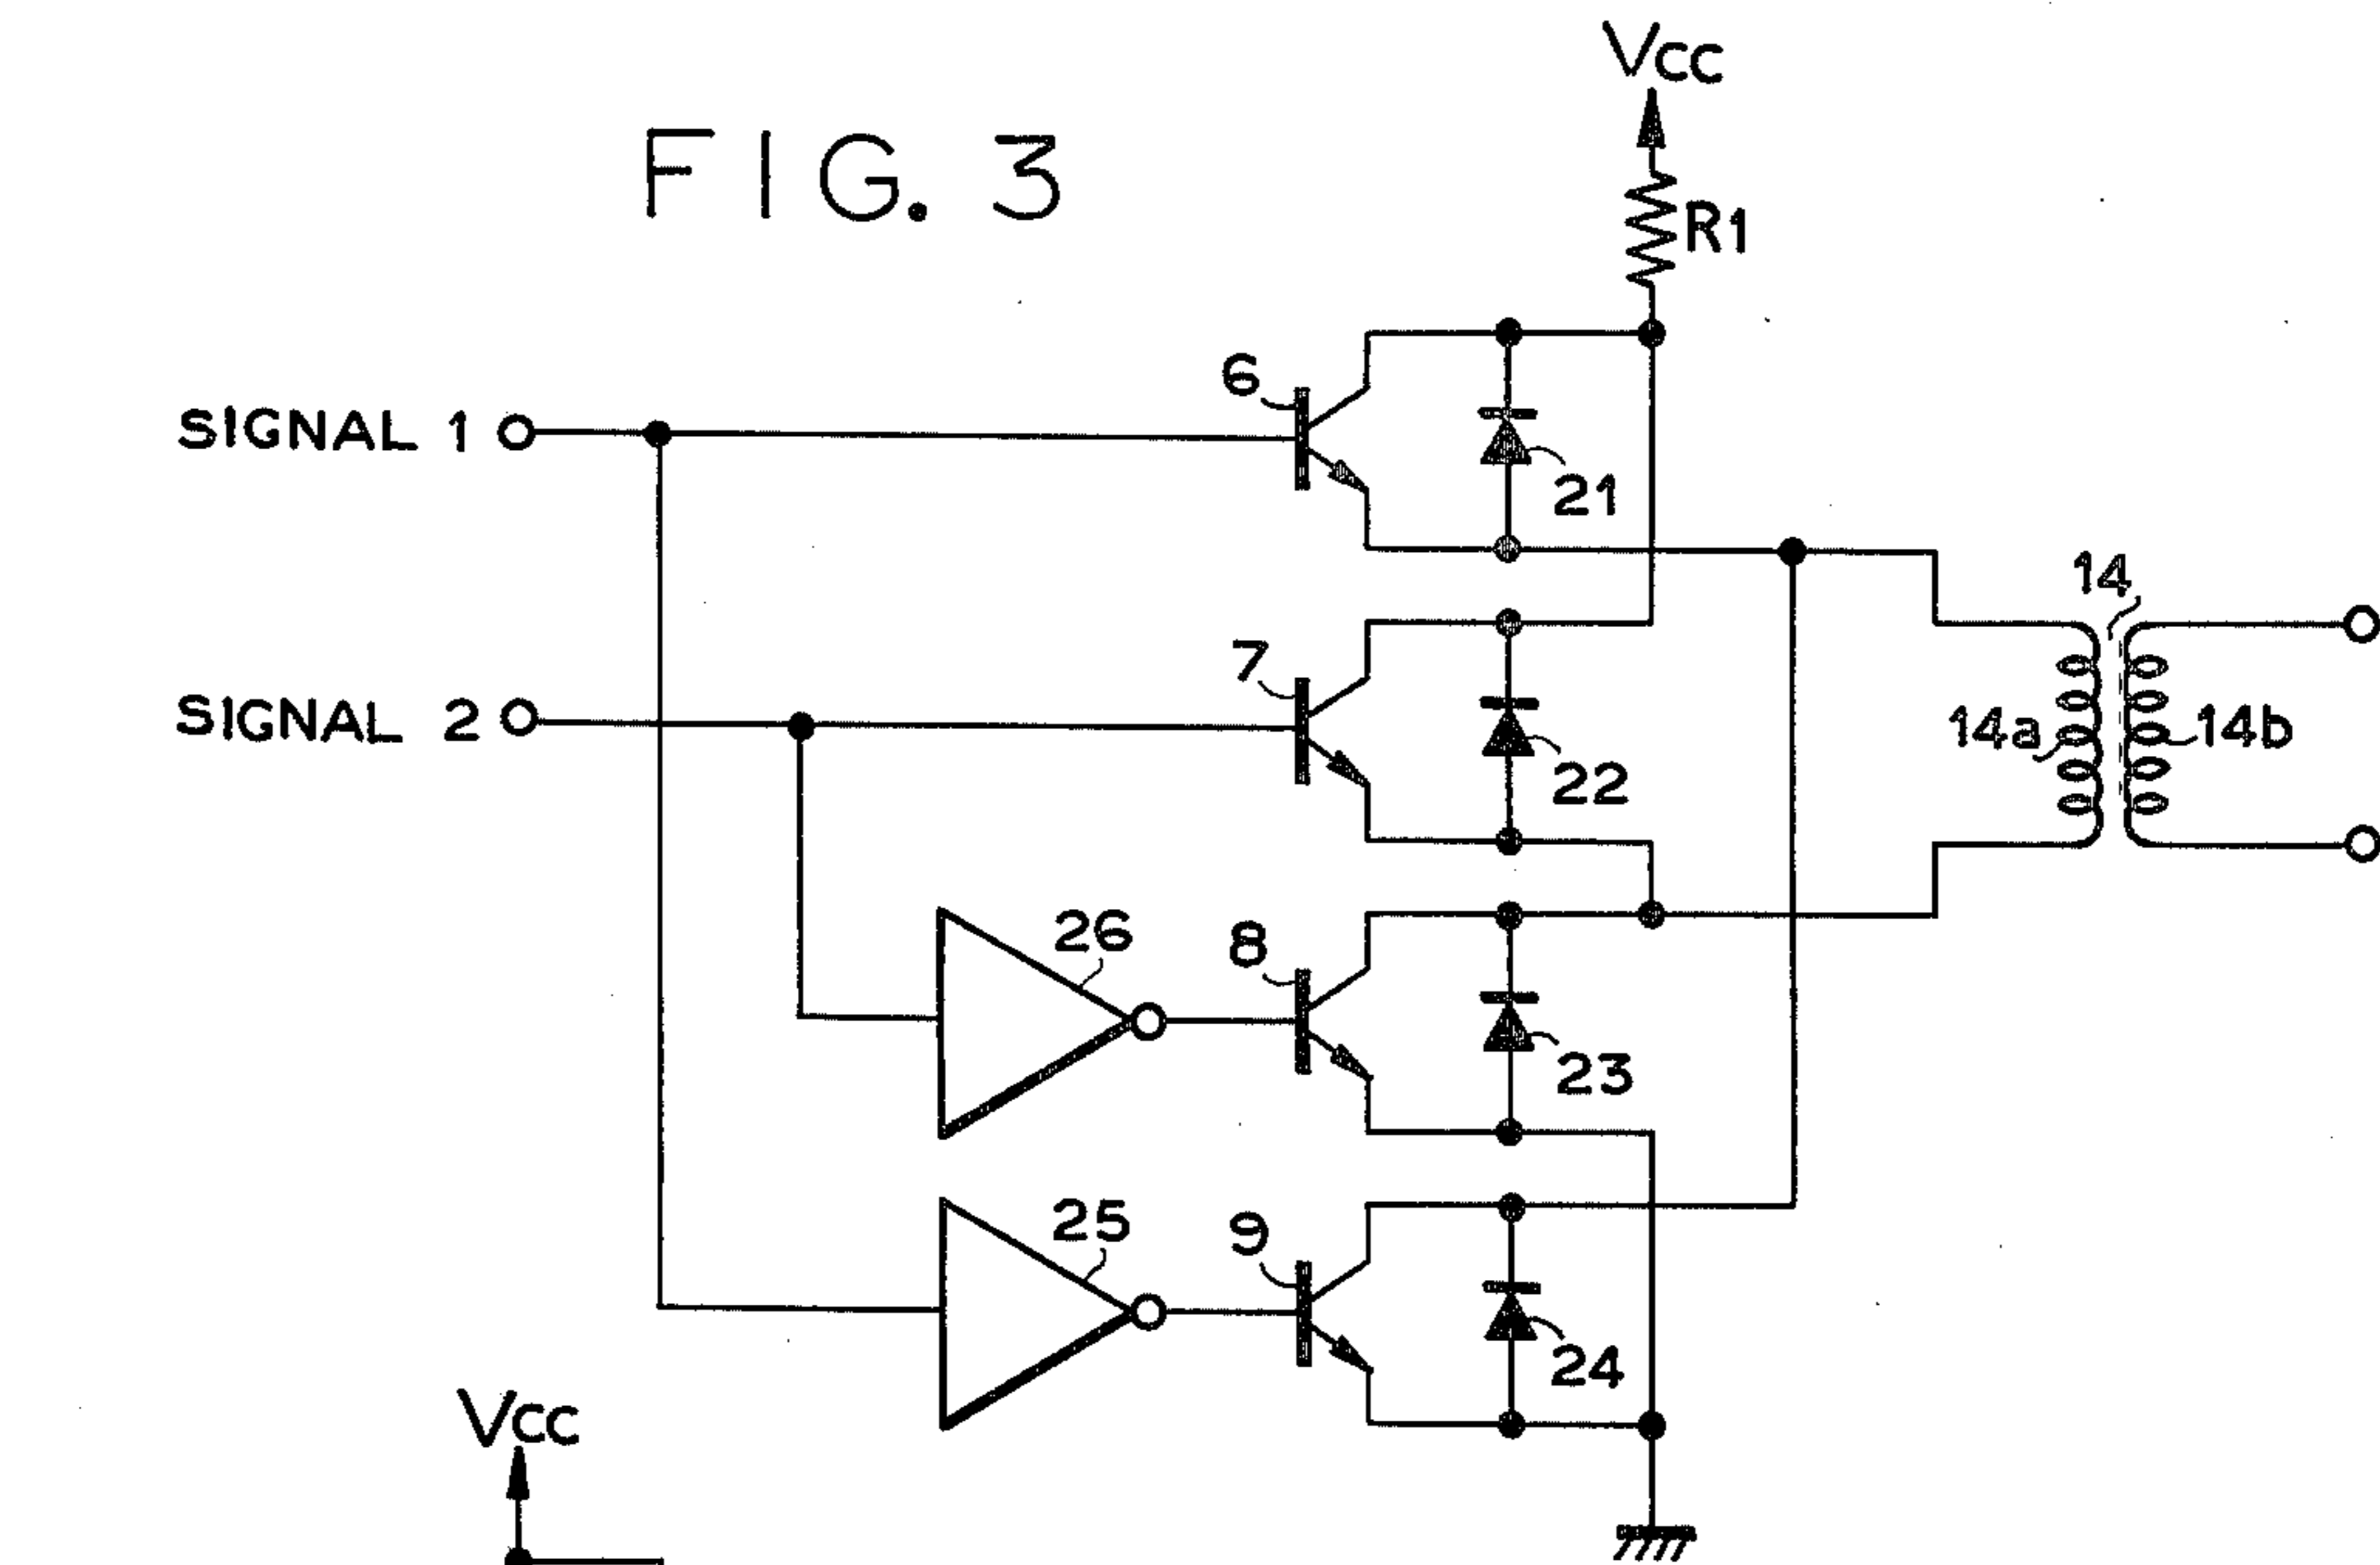 Vcc
FIG. 3
R1
6
SIGNAL 1
21
14
7
SIGNAL 2
14a
14b
22
26
8
23
25
9
24
Vcc